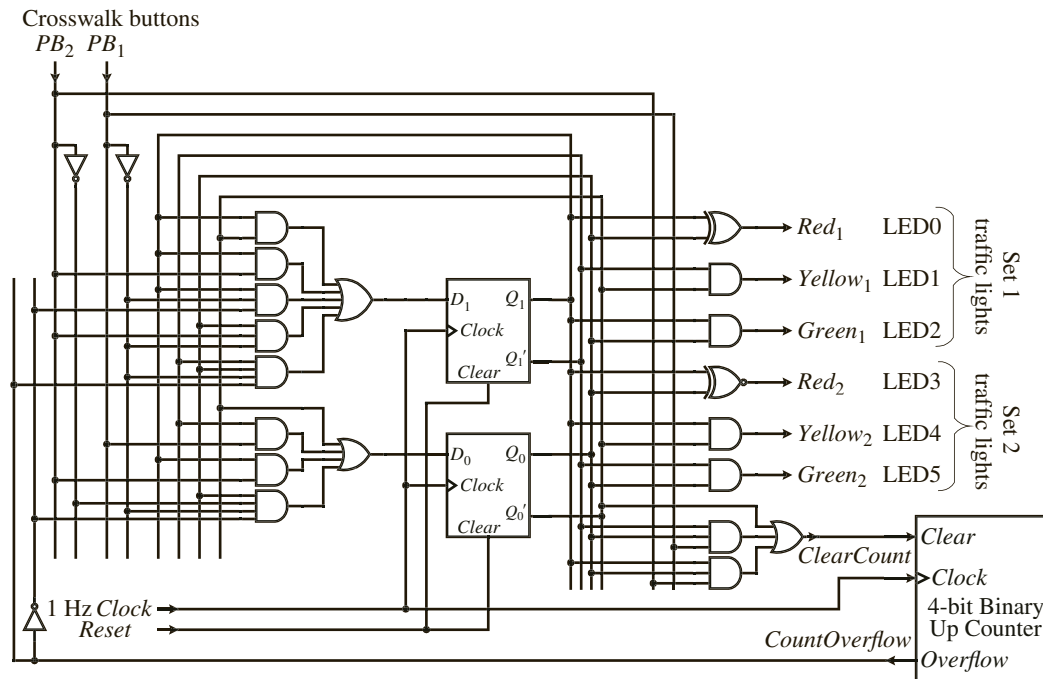 Crosswalk buttons
PB2 PB1
Red1 LED0
Yellow1 LED1
Green1 LED2
Set 1
traffic lights
Red2 LED3
Yellow2 LED4
Green2 LED5
Set 2
traffic lights
D1 Q1
Clock
Q1'
Clear
D0 Q0
Clock
Q0'
Clear
ClearCount
Clear
Clock
4-bit Binary
Up Counter
Overflow
1 Hz Clock
Reset
CountOverflow